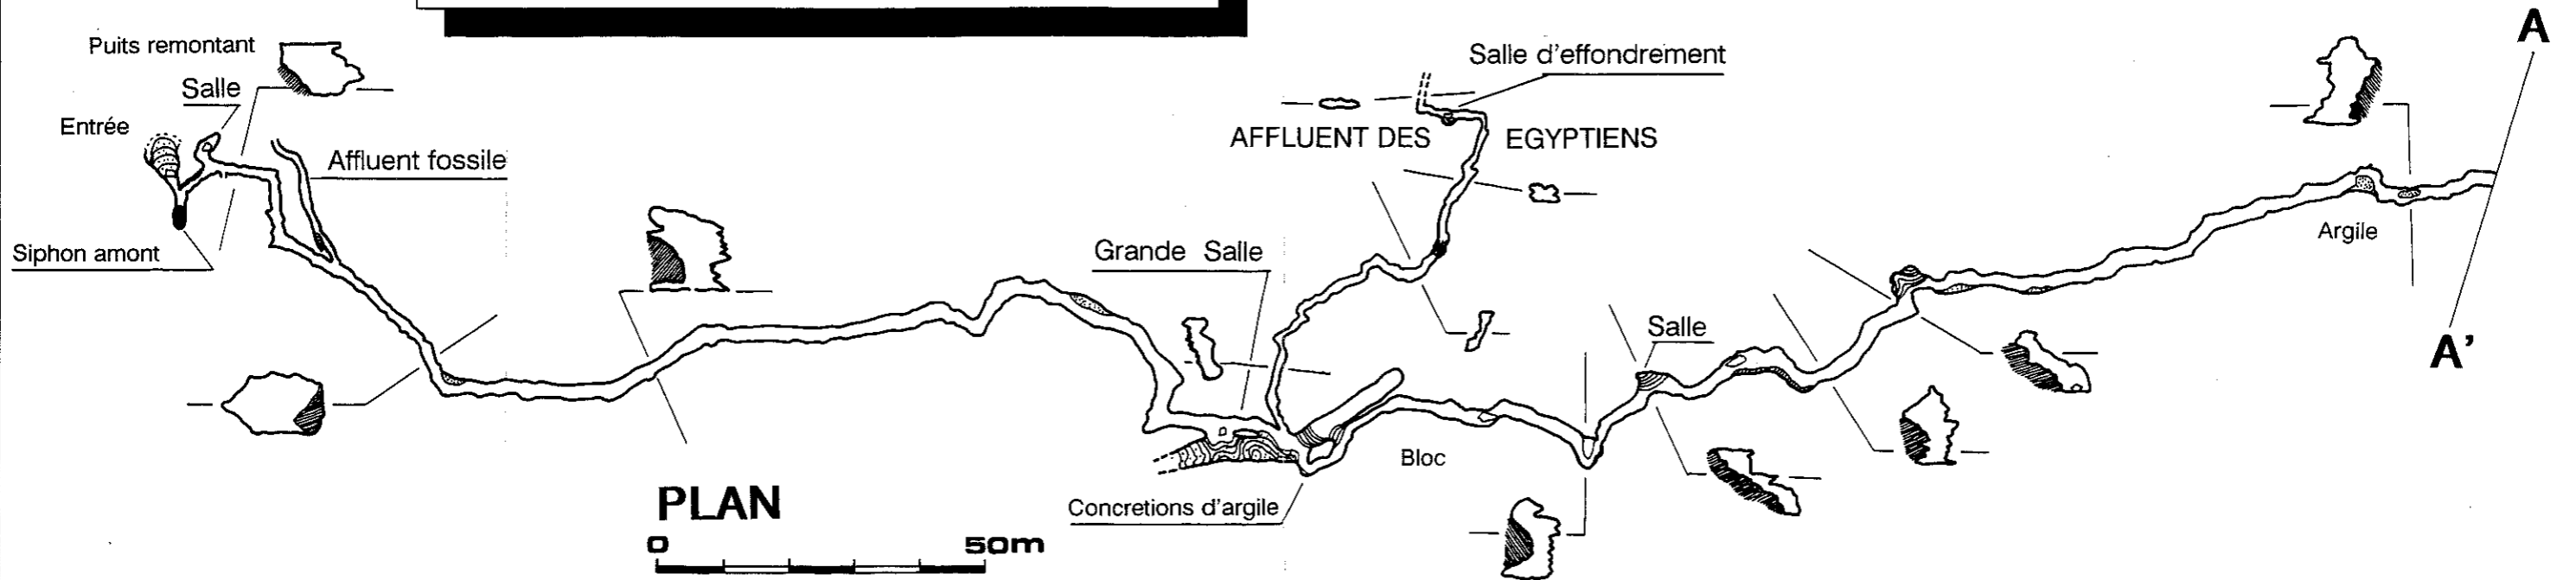 Puits remontant
Salle
Entrée
Affluent fossile
Siphon amont
Salle d'effondrement
AFFLUENT DES EGYPTIENS
Grande Salle
Salle
Bloc
Concretions d'argile
Argile
A
A'
PLAN
0 50m